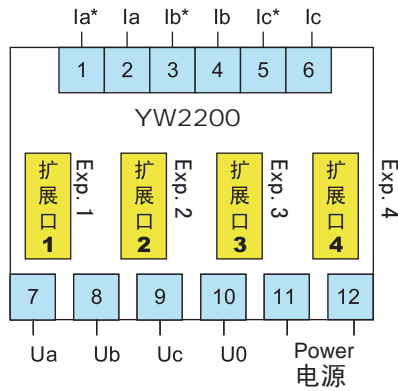 Ia* Ia Ib* Ib Ic* Ic
1 2 3 4 5 6
YW2200
扩展口1 Exp. 1
扩展口2 Exp. 2
扩展口3 Exp. 3
扩展口4 Exp. 4
7 8 9 10 11 12
Ua Ub Uc U0 Power
电源